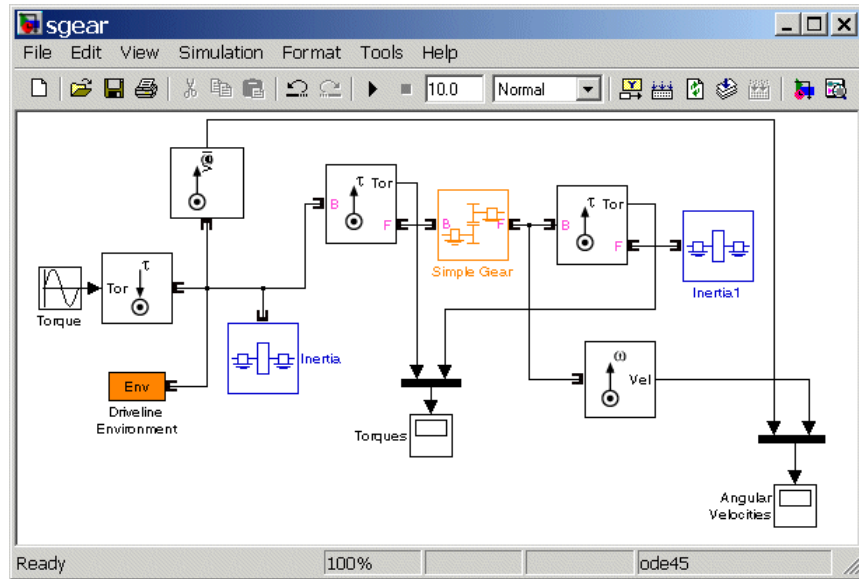 sgear
File Edit View Simulation Format Tools Help
10.0 Normal
Vel ω
τ Tor
B
F
B F
Simple Gear
τ Tor
B
F
Inertia1
τ
Tor
Torque
Inertia
Env
Driveline
Environment
ω
Vel
Torques
Angular
Velocities
Ready 100% ode45